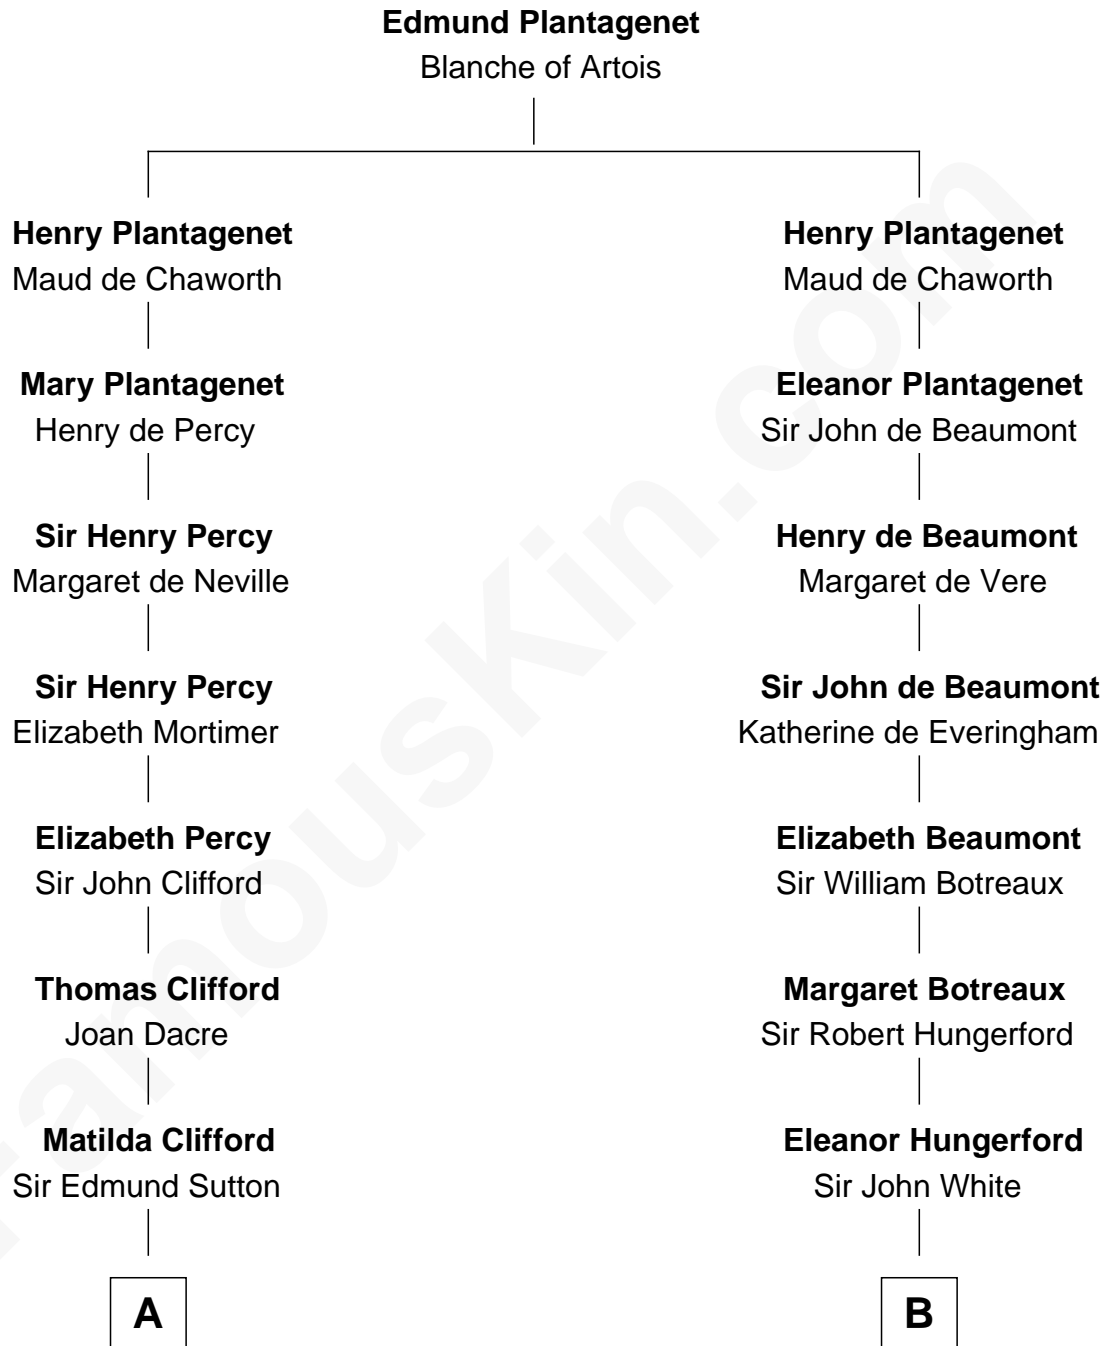 Edmund Plantagenet
Blanche of Artois
Henry Plantagenet
Maud de Chaworth
Henry Plantagenet
Maud de Chaworth
Mary Plantagenet
Henry de Percy
Eleanor Plantagenet
Sir John de Beaumont
Sir Henry Percy
Margaret de Neville
Henry de Beaumont
Margaret de Vere
Sir Henry Percy
Elizabeth Mortimer
Sir John de Beaumont
Katherine de Everingham
Elizabeth Percy
Sir John Clifford
Elizabeth Beaumont
Sir William Botreaux
Thomas Clifford
Joan Dacre
Margaret Botreaux
Sir Robert Hungerford
Matilda Clifford
Sir Edmund Sutton
Eleanor Hungerford
Sir John White
A
B
FamousKin.com